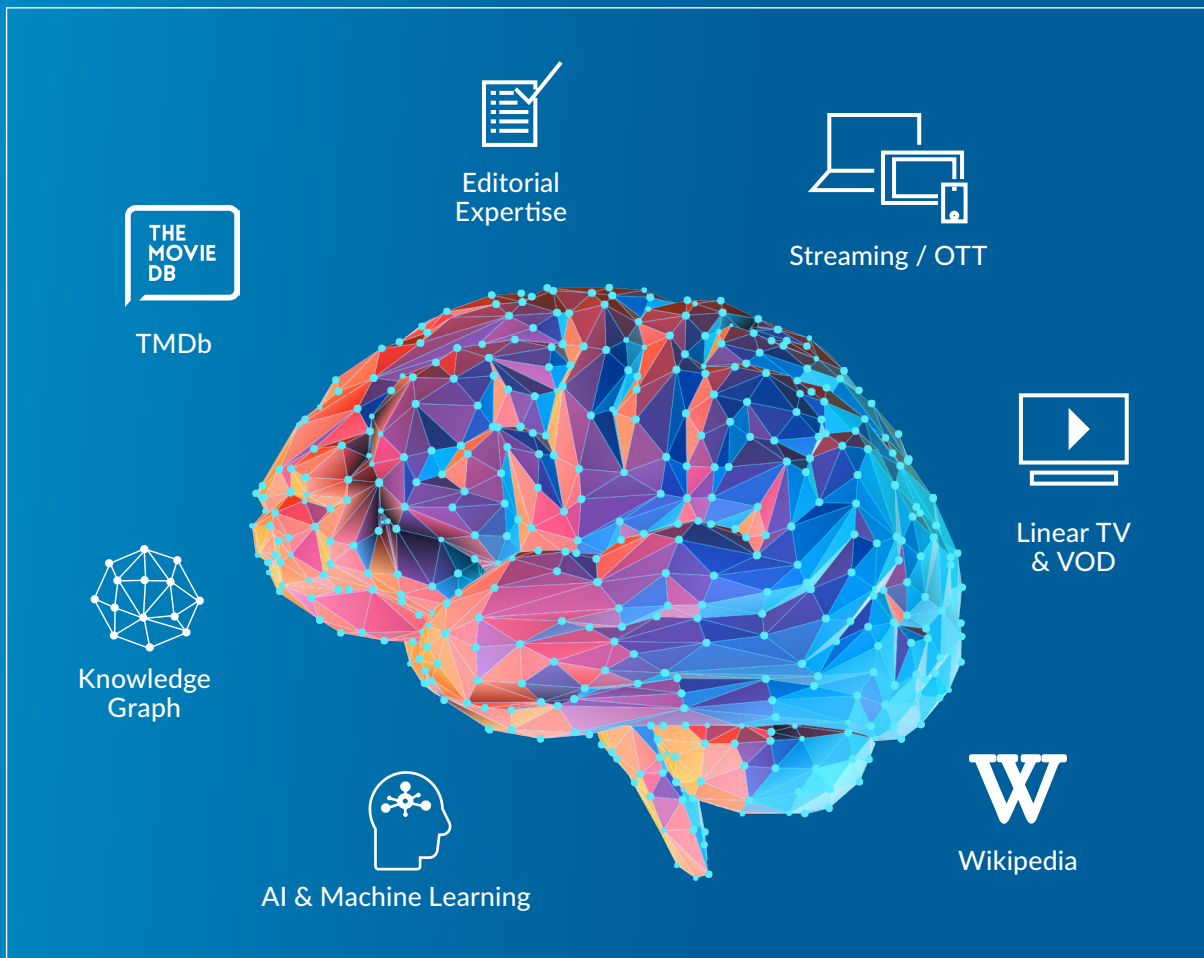 Editorial
Expertise
Streaming / OTT
THE
MOVIE
DB
TMDb
Linear TV
& VOD
Knowledge
Graph
W
Wikipedia
AI & Machine Learning